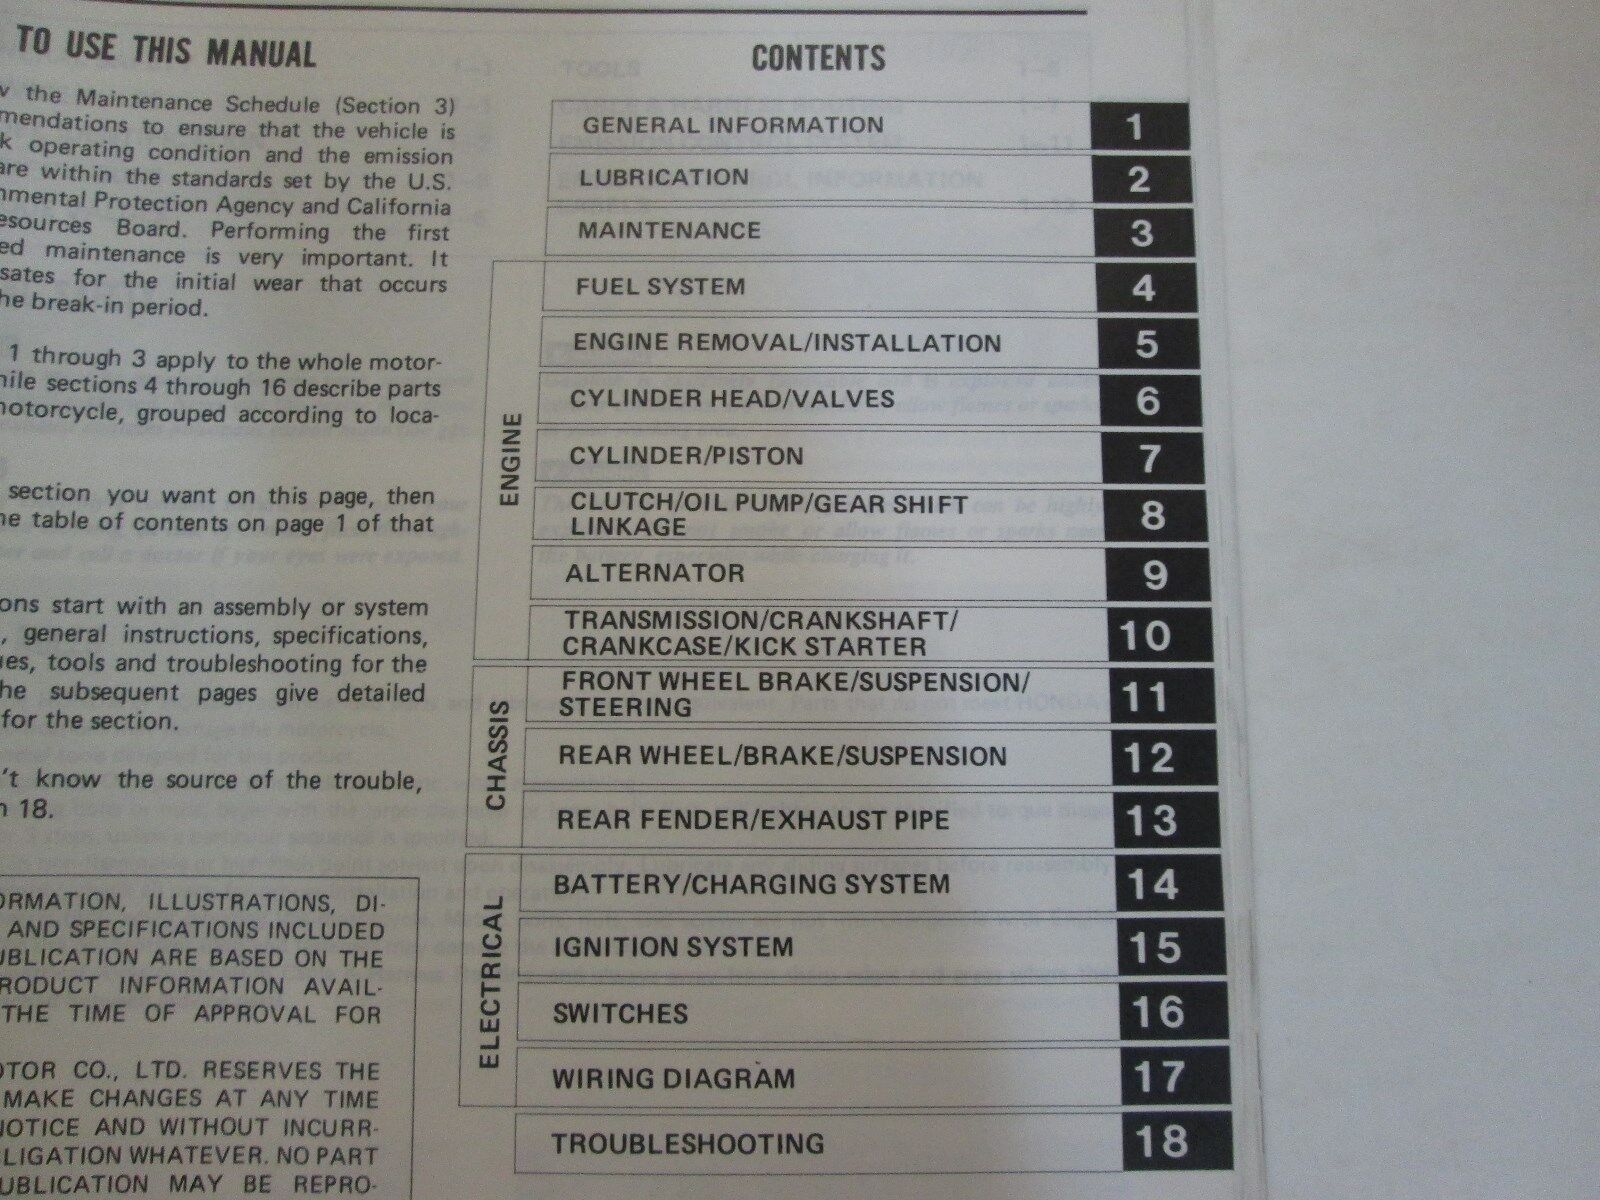 TO USE THIS MANUAL
the Maintenance Schedule (Section 3)
to ensure that the vehicle is
operating condition and the emission
are within the standards set by the U.S.
Protection Agency and California
Board. Performing the first
maintenance is very important. It
for the initial wear that occurs
the break-in period.
1 through 3 apply to the whole motor-
sections 4 through 16 describe parts
motorcycle, grouped according to loca-
section you want on this page, then
table of contents on page 1 of that
start with an assembly or system
, general instructions, specifications,
tools and troubleshooting for the
subsequent pages give detailed
for the section.
't know the source of the trouble,
18.
ORMATION, ILLUSTRATIONS, DI-
AND SPECIFICATIONS INCLUDED
UBLICATION ARE BASED ON THE
RODUCT INFORMATION AVAIL-
THE TIME OF APPROVAL FOR
OTOR CO., LTD. RESERVES THE
MAKE CHANGES AT ANY TIME
NOTICE AND WITHOUT INCURR-
LIGATION WHATEVER. NO PART
UBLICATION MAY BE REPRO-
CONTENTS
GENERAL INFORMATION 1
LUBRICATION 2
MAINTENANCE 3
ENGINE
FUEL SYSTEM 4
ENGINE REMOVAL/INSTALLATION 5
CYLINDER HEAD/VALVES 6
CYLINDER/PISTON 7
CLUTCH/OIL PUMP/GEAR SHIFT
LINKAGE 8
ALTERNATOR 9
TRANSMISSION/CRANKSHAFT/
CRANKCASE/KICK STARTER 10
CHASSIS
FRONT WHEEL BRAKE/SUSPENSION/
STEERING 11
REAR WHEEL/BRAKE/SUSPENSION 12
REAR FENDER/EXHAUST PIPE 13
ELECTRICAL
BATTERY/CHARGING SYSTEM 14
IGNITION SYSTEM 15
SWITCHES 16
WIRING DIAGRAM 17
TROUBLESHOOTING 18